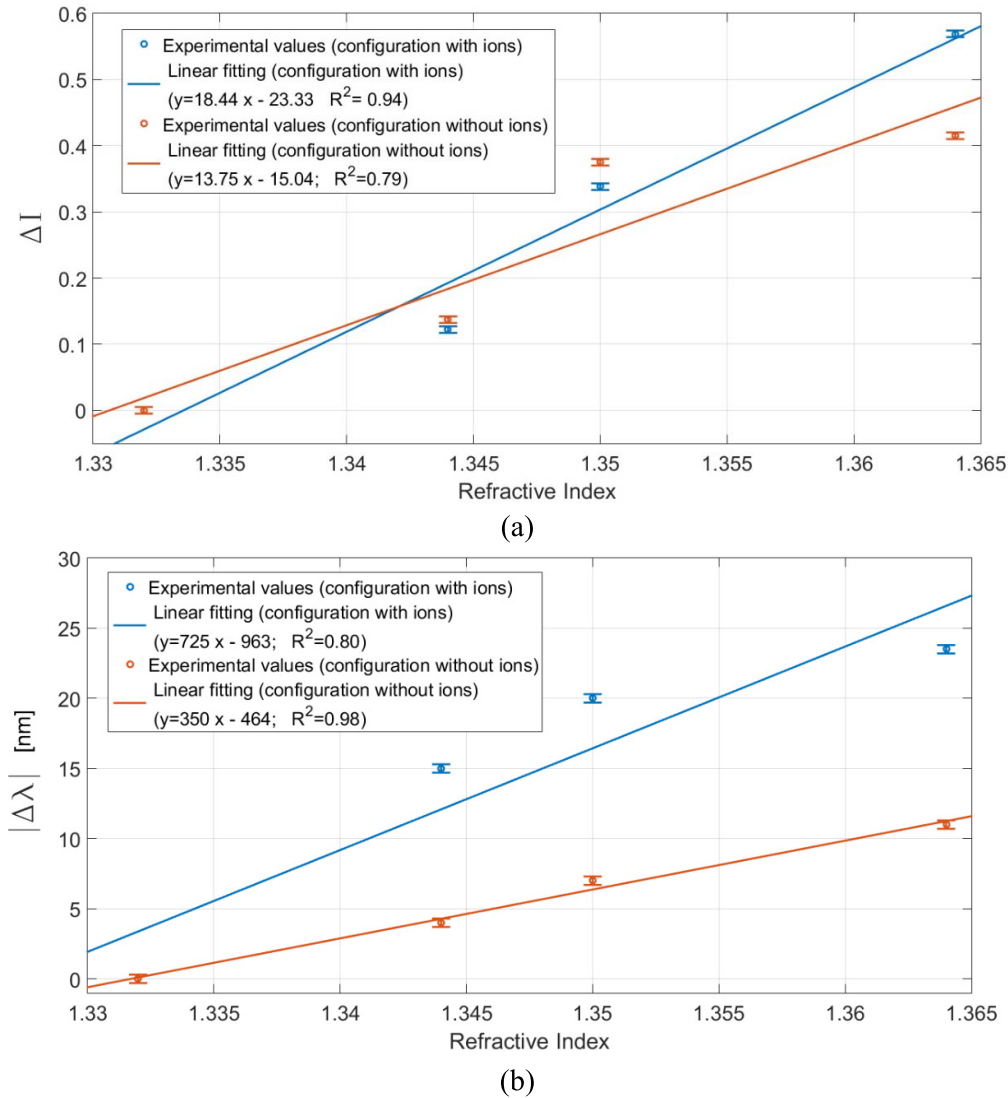 0.6
0.5
0.4
0.3
0.2
0.1
0
ΔI
Experimental values (configuration with ions)
Linear fitting (configuration with ions)
(y=18.44 x - 23.33 R²= 0.94)
Experimental values (configuration without ions)
Linear fitting (configuration without ions)
(y=13.75 x - 15.04; R²=0.79)
1.33 1.335 1.34 1.345 1.35 1.355 1.36 1.365
Refractive Index
(a)
30
25
20
15
10
5
0
|Δλ| [nm]
Experimental values (configuration with ions)
Linear fitting (configuration with ions)
(y=725 x - 963; R²=0.80)
Experimental values (configuration without ions)
Linear fitting (configuration without ions)
(y=350 x - 464; R²=0.98)
1.33 1.335 1.34 1.345 1.35 1.355 1.36 1.365
Refractive Index
(b)